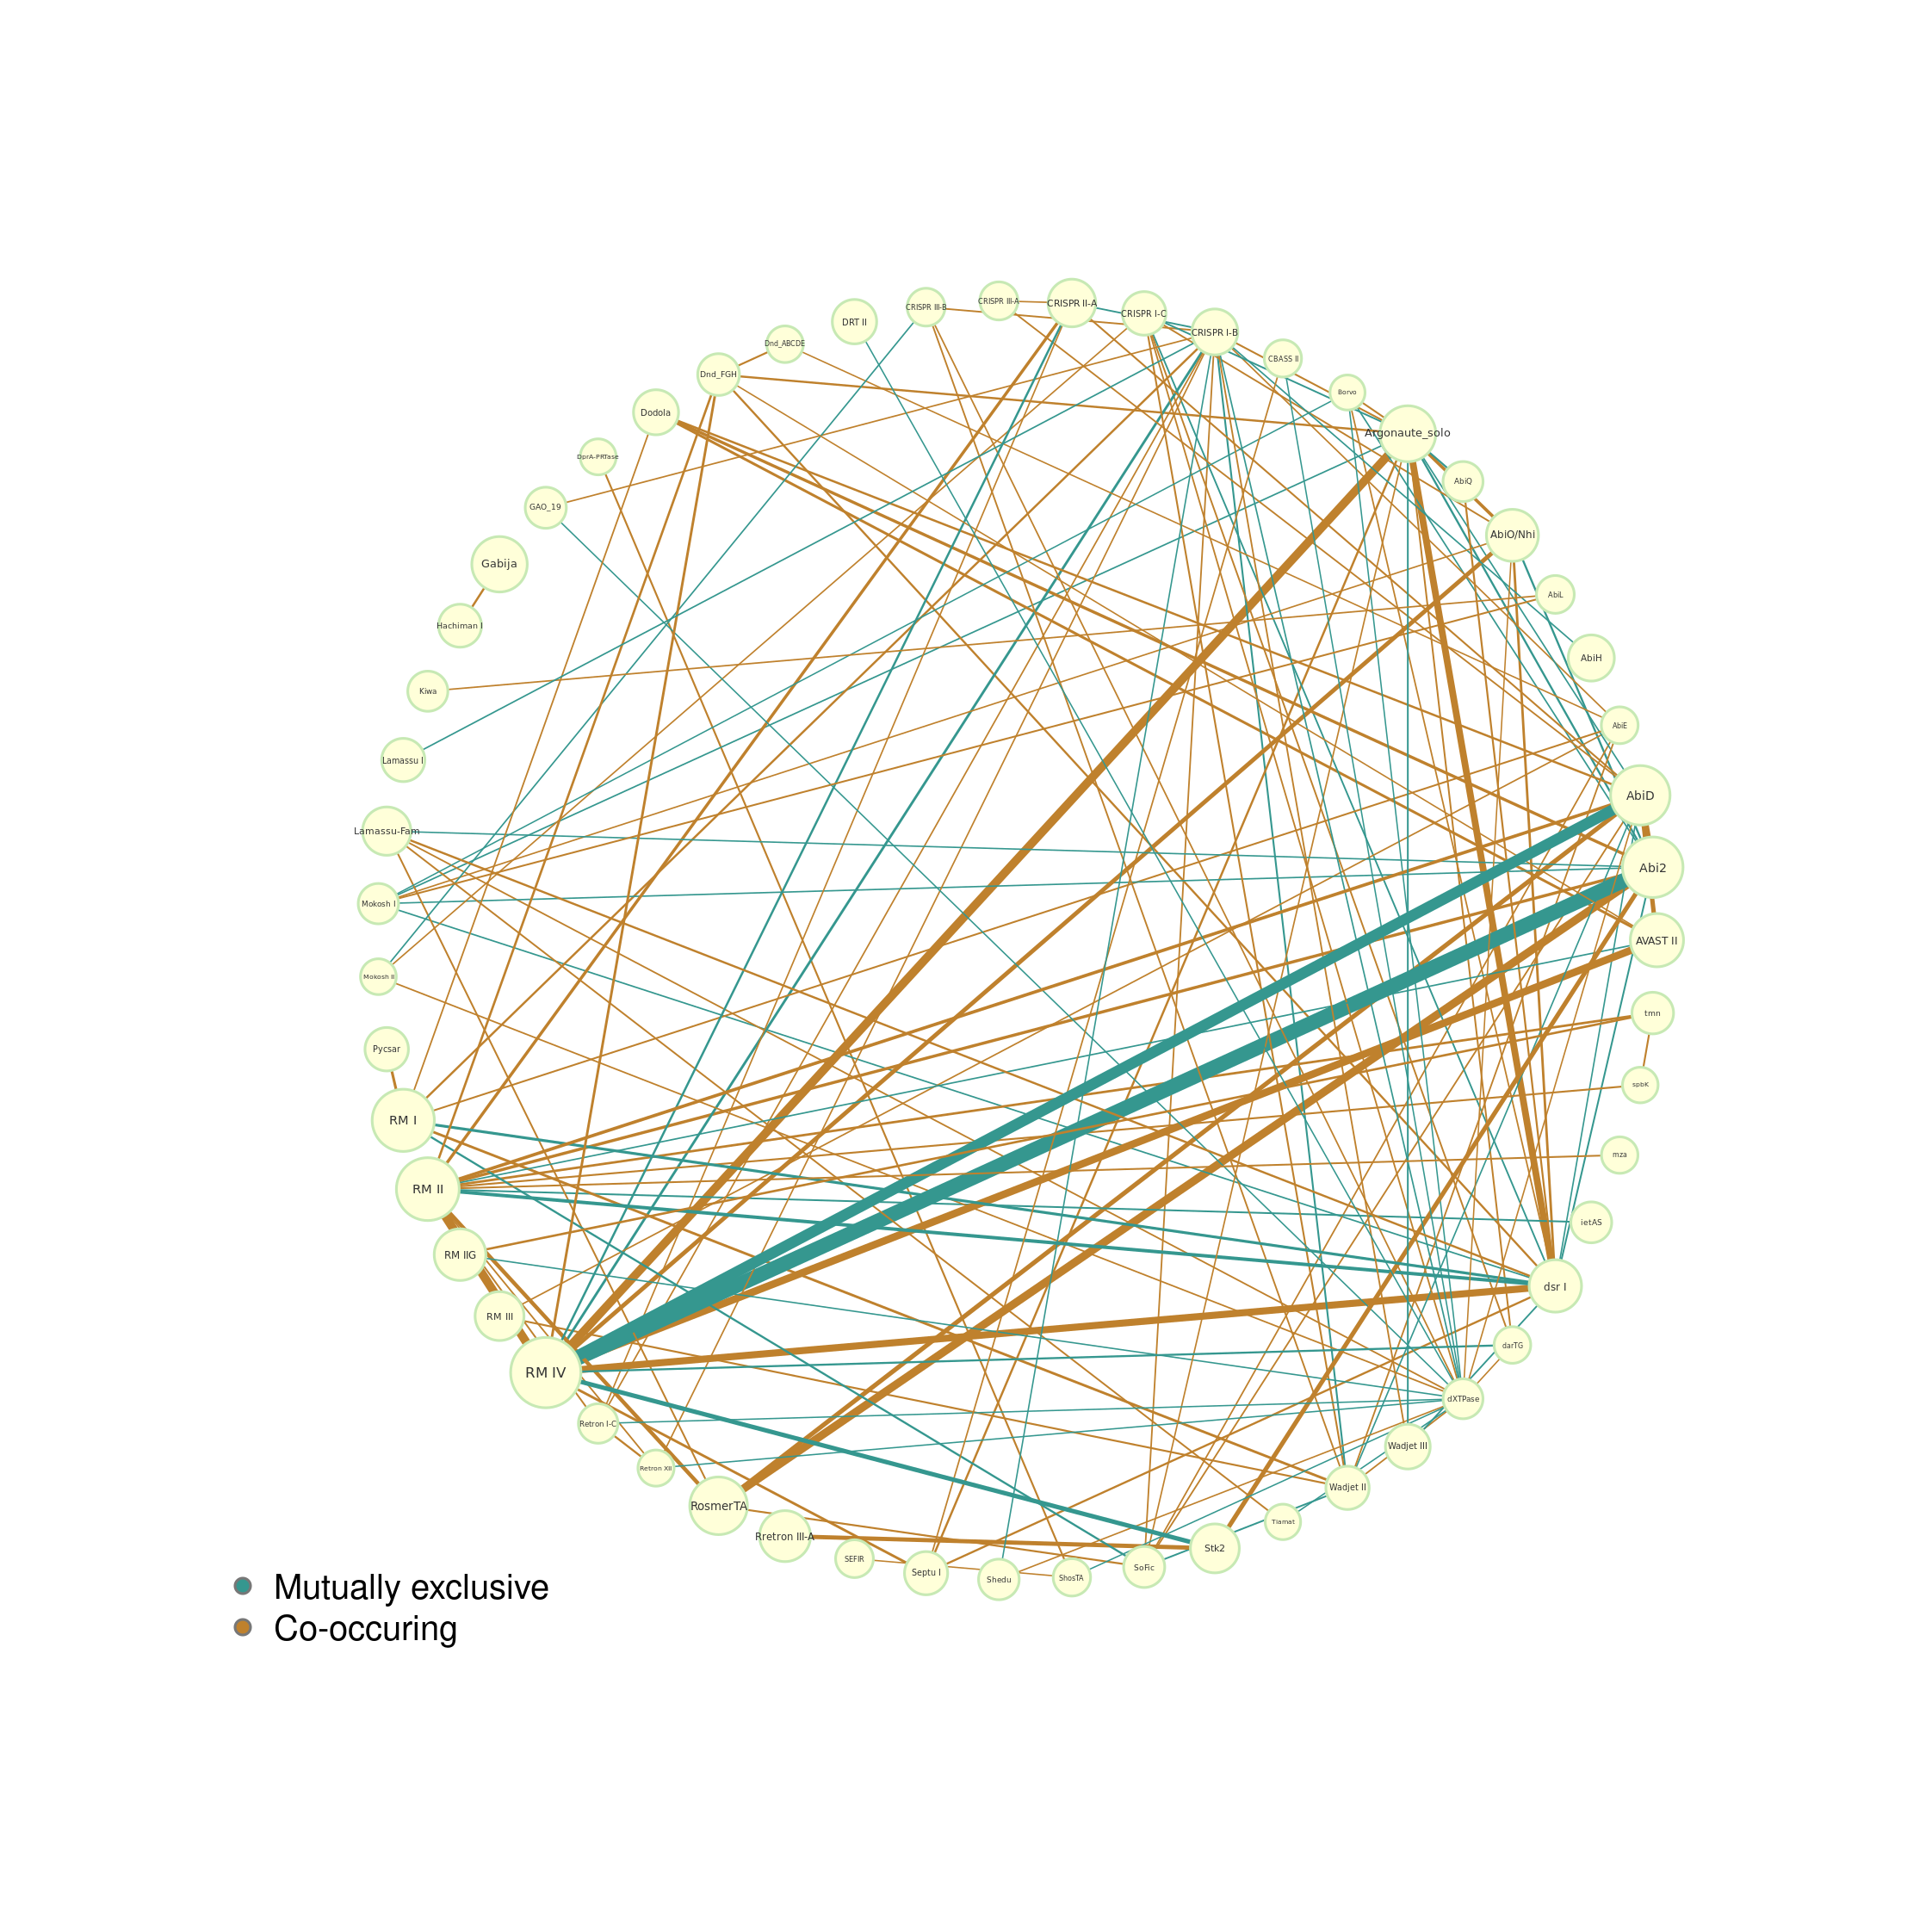 CRISPR III-A
CRISPR II-A
CRISPR III-B
CRISPR I-C
DRT II
CRISPR I-B
Dnd_ABCDE
CBASS II
Dnd_FGH
Borvo
Dodola
Argonaute_solo
DprA-PRTase
AbiQ
GAO_19
AbiO/Nhi
Gabija
AbiL
Hachiman I
AbiH
Kiwa
AbiE
Lamassu I
AbiD
Lamassu-Fam
Abi2
Mokosh I
AVAST II
Mokosh II
tmn
Pycsar
spbK
RM I
mza
RM II
ietAS
RM IIG
dsr I
RM III
darTG
RM IV
dXTPase
Retron I-C
Wadjet III
Retron XII
Wadjet II
RosmerTA
Tiamat
Rretron III-A
Stk2
SEFIR
SoFic
Septu I
ShosTA
Shedu
Mutually exclusive
Co-occuring